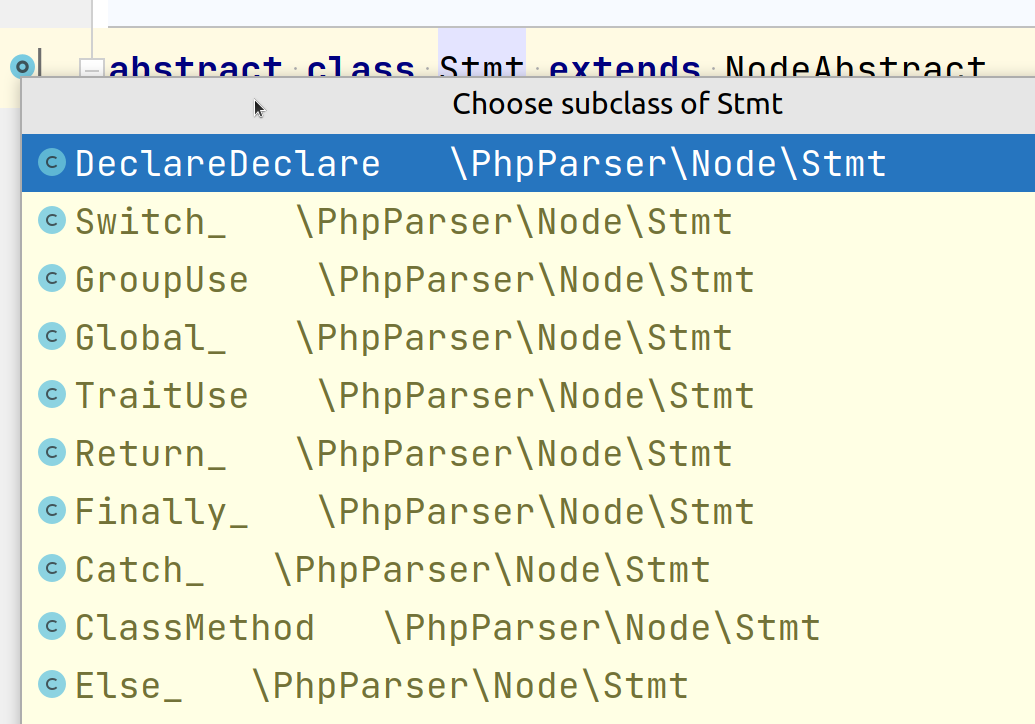 abstract class Stmt extends NodeAbstract
Choose subclass of Stmt
C DeclareDeclare \PhpParser\Node\Stmt
C Switch_ \PhpParser\Node\Stmt
C GroupUse \PhpParser\Node\Stmt
C Global_ \PhpParser\Node\Stmt
C TraitUse \PhpParser\Node\Stmt
C Return_ \PhpParser\Node\Stmt
C Finally_ \PhpParser\Node\Stmt
C Catch_ \PhpParser\Node\Stmt
C ClassMethod \PhpParser\Node\Stmt
C Else_ \PhpParser\Node\Stmt